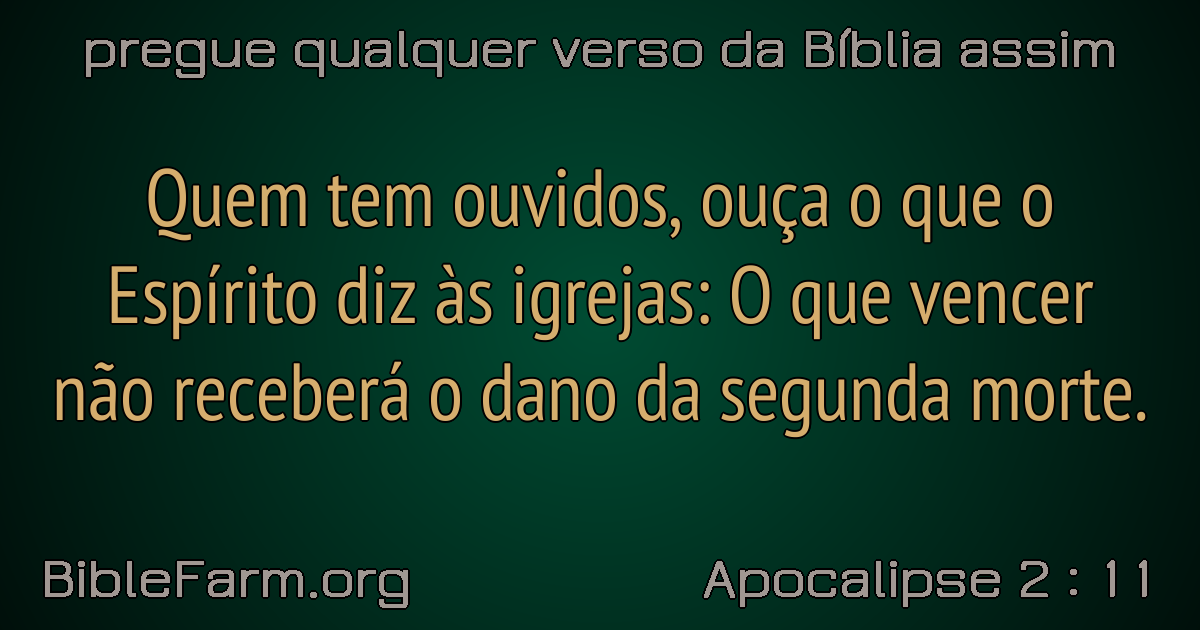 pregue qualquer verso da Bíblia assim
Quem tem ouvidos, ouça o que o
Espírito diz às igrejas: O que vencer
não receberá o dano da segunda morte.
BibleFarm.org
Apocalipse 2 : 11